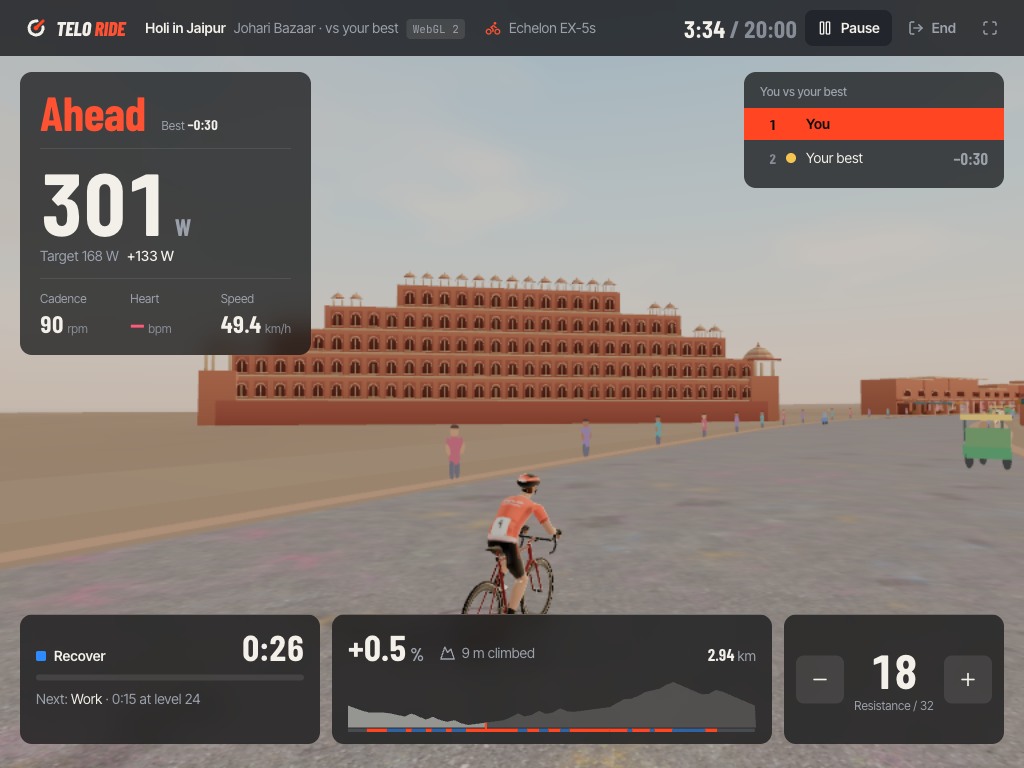 TELO RIDE Holi in Jaipur Johari Bazaar · vs your best WebGL 2 Echelon EX-5s 3:34 / 20:00 Pause End
Ahead Best −0:30
301 W
Target 168 W +133 W
Cadence Heart Speed
90 rpm – bpm 49.4 km/h
You vs your best
1 You
2 Your best −0:30
Recover 0:26
Next: Work · 0:15 at level 24
+0.5 % 9 m climbed 2.94 km
− 18 +
Resistance / 32